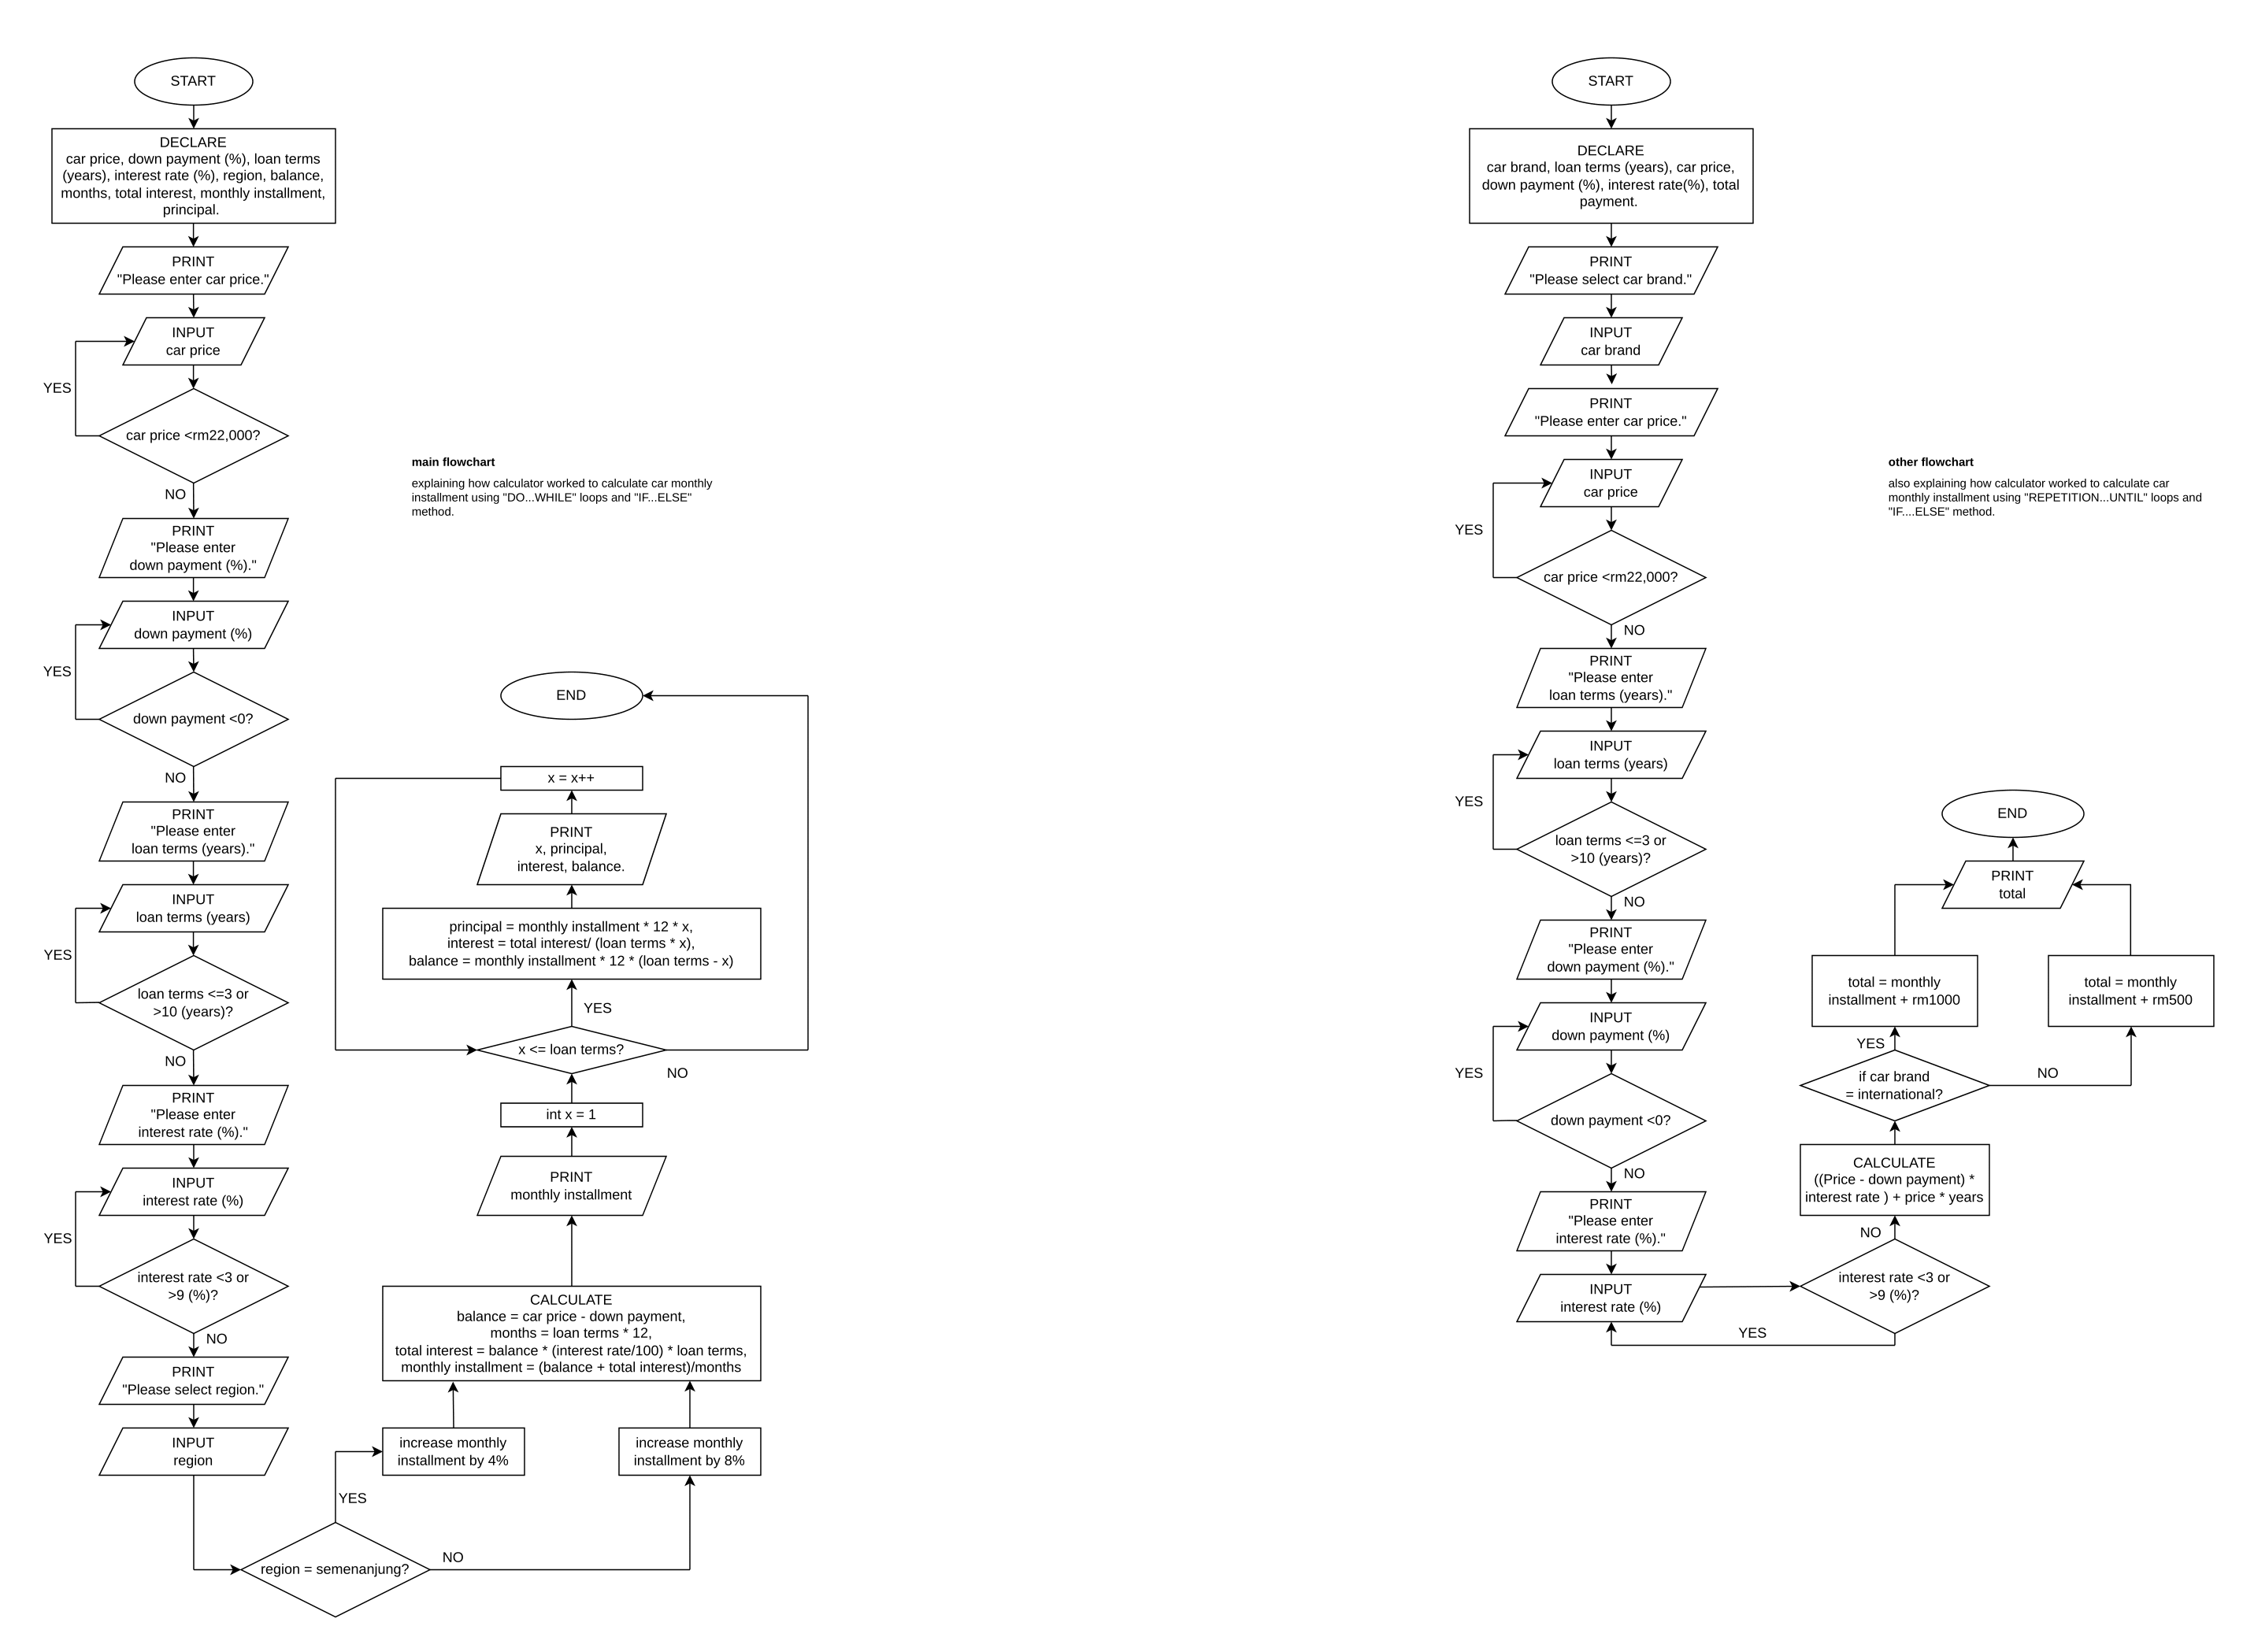 START
DECLARE
car price, down payment (%), loan terms
(years), interest rate (%), region, balance,
months, total interest, monthly installment,
principal.
PRINT
"Please enter car price."
INPUT
car price
YES
car price <rm22,000?
NO
PRINT
"Please enter
down payment (%)."
INPUT
down payment (%)
YES
down payment <0?
NO
PRINT
"Please enter
loan terms (years)."
INPUT
loan terms (years)
YES
loan terms <=3 or
>10 (years)?
NO
PRINT
"Please enter
interest rate (%)."
INPUT
interest rate (%)
YES
interest rate <3 or
>9 (%)?
NO
PRINT
"Please select region."
INPUT
region
region = semenanjung?
YES
NO
increase monthly
installment by 4%
increase monthly
installment by 8%
CALCULATE
balance = car price - down payment,
months = loan terms * 12,
total interest = balance * (interest rate/100) * loan terms,
monthly installment = (balance + total interest)/months
PRINT
monthly installment
int x = 1
x <= loan terms?
NO
YES
principal = monthly installment * 12 * x,
interest = total interest/ (loan terms * x),
balance = monthly installment * 12 * (loan terms - x)
PRINT
x, principal,
interest, balance.
x = x++
END
main flowchart
explaining how calculator worked to calculate car monthly
installment using "DO...WHILE" loops and "IF...ELSE"
method.
START
DECLARE
car brand, loan terms (years), car price,
down payment (%), interest rate(%), total
payment.
PRINT
"Please select car brand."
INPUT
car brand
PRINT
"Please enter car price."
INPUT
car price
YES
car price <rm22,000?
NO
PRINT
"Please enter
loan terms (years)."
INPUT
loan terms (years)
YES
loan terms <=3 or
>10 (years)?
NO
PRINT
"Please enter
down payment (%)."
INPUT
down payment (%)
YES
down payment <0?
NO
PRINT
"Please enter
interest rate (%)."
INPUT
interest rate (%)
YES
interest rate <3 or
>9 (%)?
NO
CALCULATE
((Price - down payment) *
interest rate ) + price * years
if car brand
= international?
YES
NO
total = monthly
installment + rm1000
total = monthly
installment + rm500
PRINT
total
END
other flowchart
also explaining how calculator worked to calculate car
monthly installment using "REPETITION...UNTIL" loops and
"IF....ELSE" method.